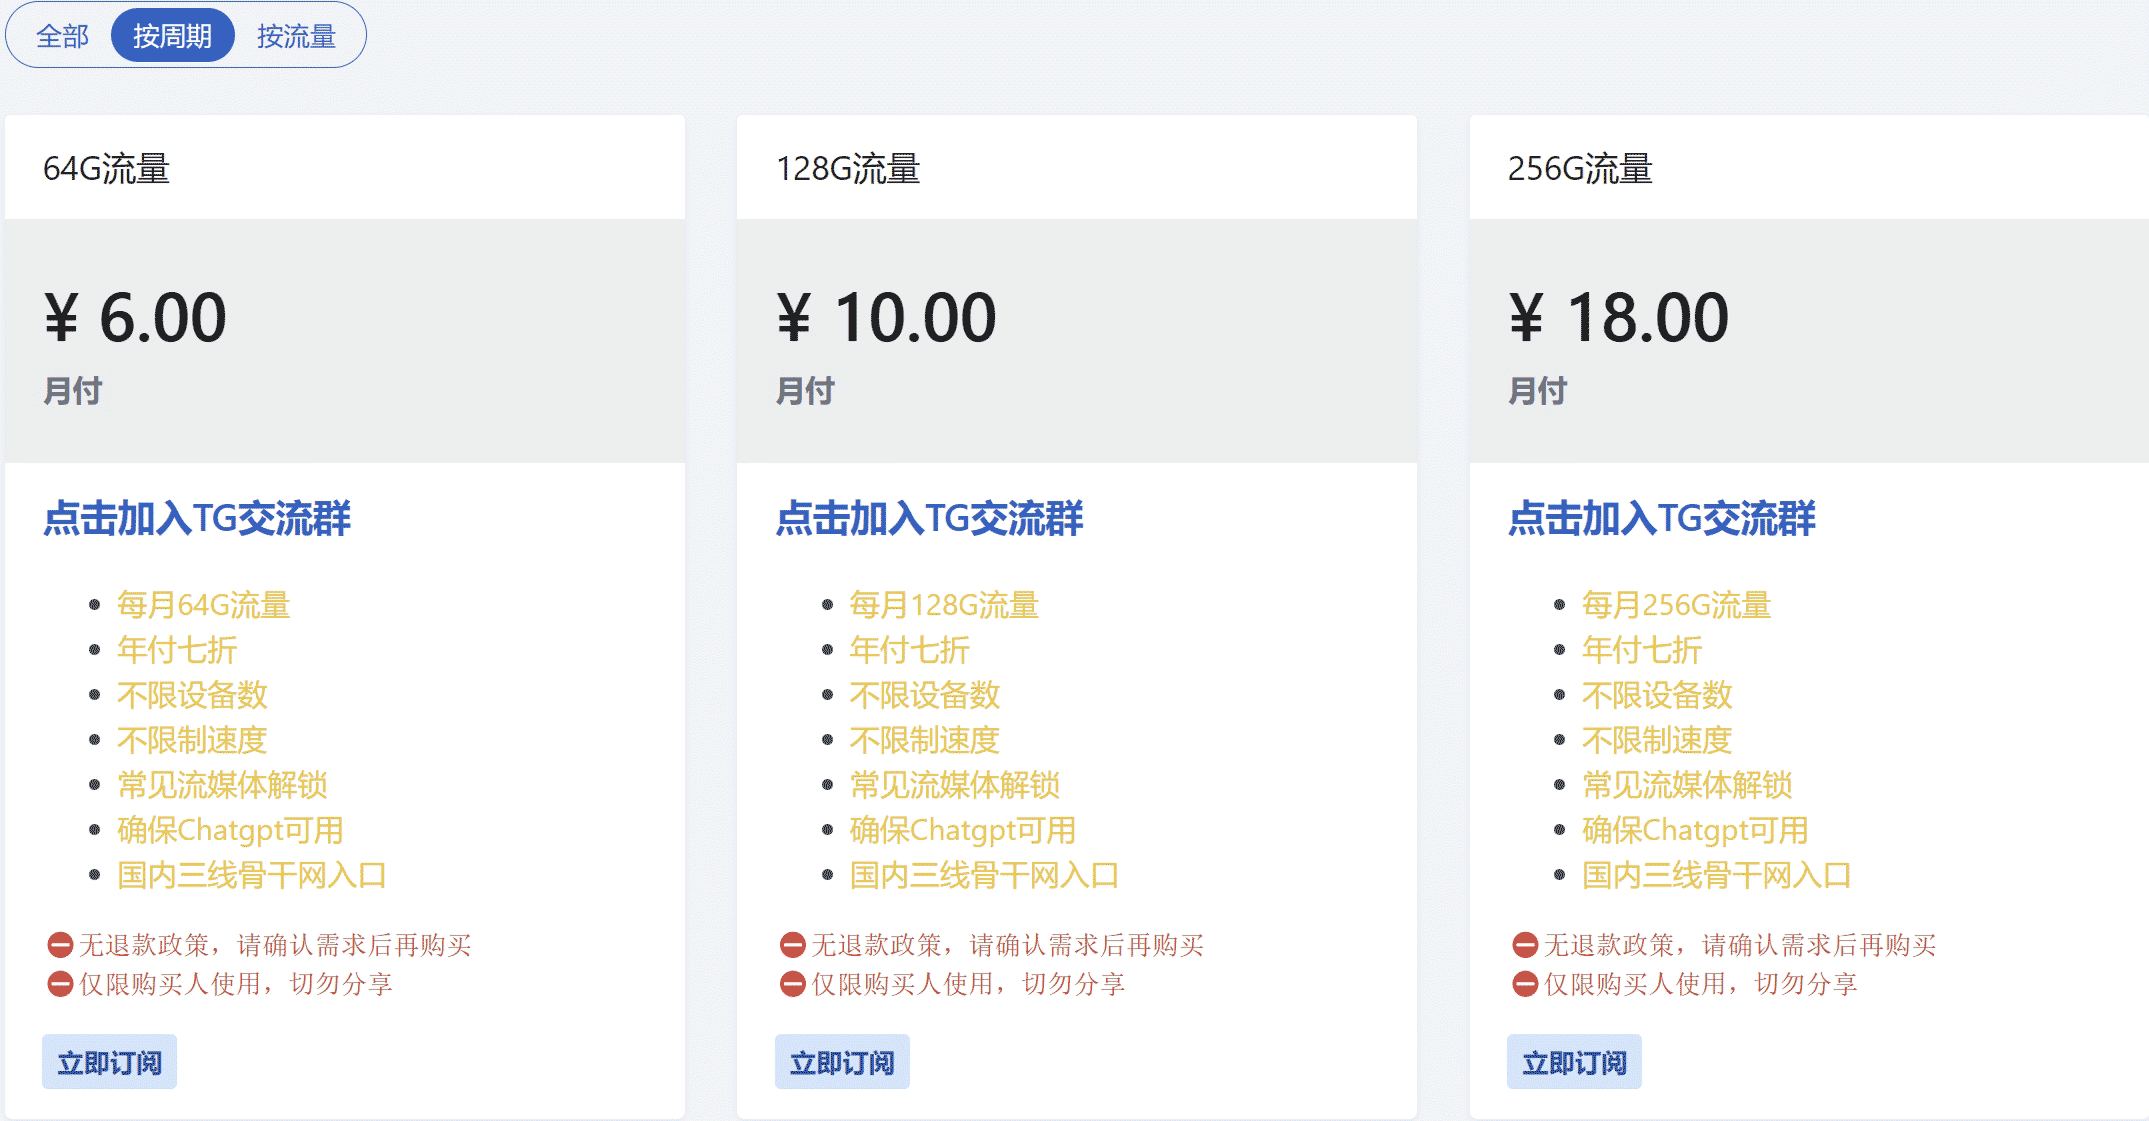 全部 按周期 按流量
64G流量
¥ 6.00
月付
点击加入TG交流群
每月64G流量
年付七折
不限设备数
不限制速度
常见流媒体解锁
确保Chatgpt可用
国内三线骨干网入口
无退款政策，请确认需求后再购买
仅限购买人使用，切勿分享
立即订阅
128G流量
¥ 10.00
月付
点击加入TG交流群
每月128G流量
年付七折
不限设备数
不限制速度
常见流媒体解锁
确保Chatgpt可用
国内三线骨干网入口
无退款政策，请确认需求后再购买
仅限购买人使用，切勿分享
立即订阅
256G流量
¥ 18.00
月付
点击加入TG交流群
每月256G流量
年付七折
不限设备数
不限制速度
常见流媒体解锁
确保Chatgpt可用
国内三线骨干网入口
无退款政策，请确认需求后再购买
仅限购买人使用，切勿分享
立即订阅